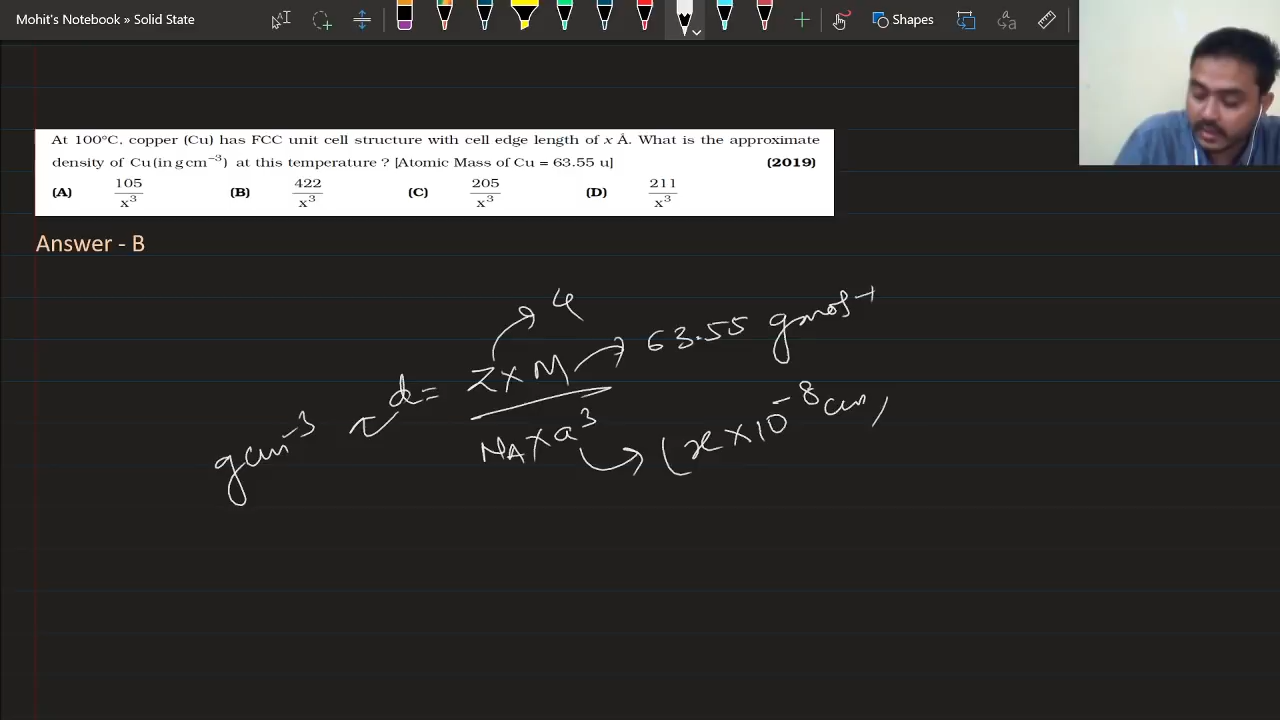 Mohit's Notebook » Solid State
Shapes
At 100°C, copper (Cu) has FCC unit cell structure with cell edge length of x Å. What is the approximate
density of Cu (in g cm⁻³) at this temperature ? [Atomic Mass of Cu = 63.55 u] (2019)
(A) 105/x³ (B) 422/x³ (C) 205/x³ (D) 211/x³
Answer - B
4
63.55 gmol⁻¹
d = Z × M / N_A × a³
gcm⁻³
(x × 10⁻⁸ cm)